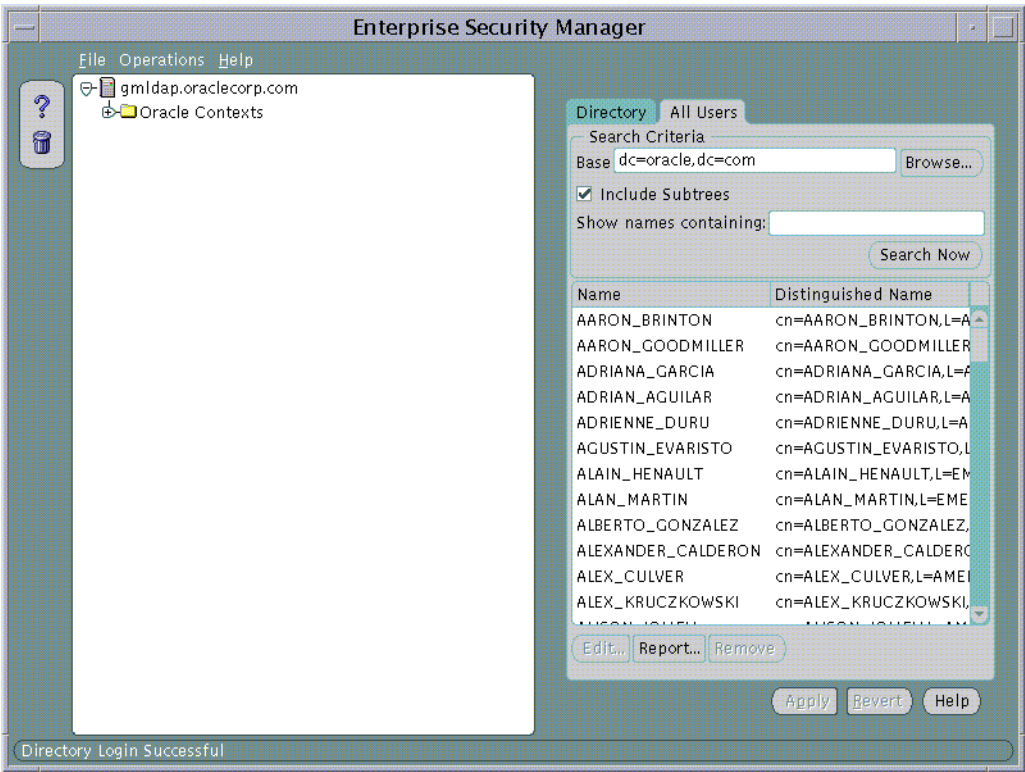 Enterprise Security Manager
File Operations Help
gmldap.oraclecorp.com
Oracle Contexts
Directory All Users
Search Criteria
Base dc=oracle,dc=com Browse...
Include Subtrees
Show names containing:
Search Now
Name Distinguished Name
AARON_BRINTON cn=AARON_BRINTON,L=A
AARON_GOODMILLER cn=AARON_GOODMILLER
ADRIANA_GARCIA cn=ADRIANA_GARCIA,L=A
ADRIAN_AGUILAR cn=ADRIAN_AGUILAR,L=A
ADRIENNE_DURU cn=ADRIENNE_DURU,L=A
AGUSTIN_EVARISTO cn=AGUSTIN_EVARISTO,L
ALAIN_HENAULT cn=ALAIN_HENAULT,L=EM
ALAN_MARTIN cn=ALAN_MARTIN,L=EME
ALBERTO_GONZALEZ cn=ALBERTO_GONZALEZ,
ALEXANDER_CALDERON cn=ALEXANDER_CALDERO
ALEX_CULVER cn=ALEX_CULVER,L=AME
ALEX_KRUCZKOWSKI cn=ALEX_KRUCZKOWSKI,
Edit... Report... Remove
Apply Revert Help
Directory Login Successful